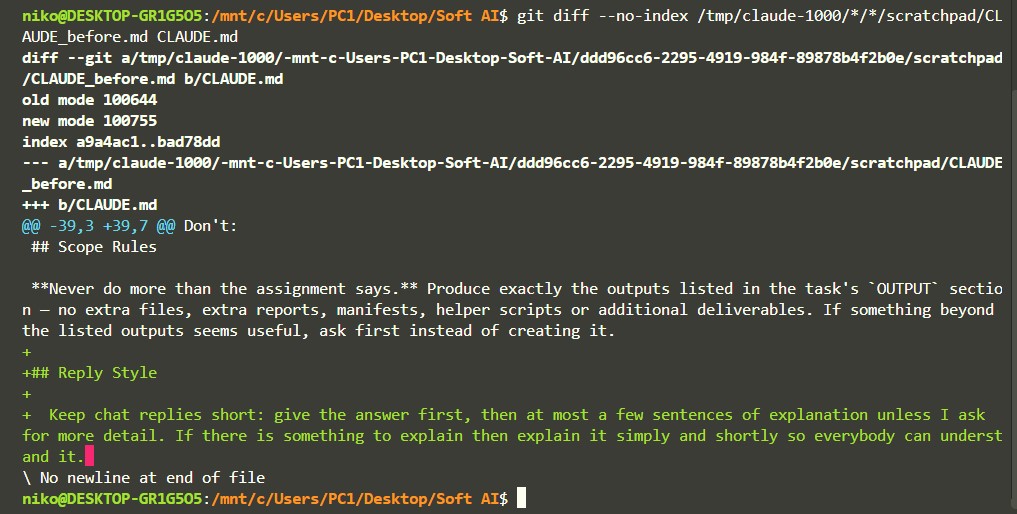 niko@DESKTOP-GR1G5O5:/mnt/c/Users/PC1/Desktop/Soft AI$ git diff --no-index /tmp/claude-1000/*/*/scratchpad/CL
AUDE_before.md CLAUDE.md
diff --git a/tmp/claude-1000/-mnt-c-Users-PC1-Desktop-Soft-AI/ddd96cc6-2295-4919-984f-89878b4f2b0e/scratchpad
/CLAUDE_before.md b/CLAUDE.md
old mode 100644
new mode 100755
index a9a4ac1..bad78dd
--- a/tmp/claude-1000/-mnt-c-Users-PC1-Desktop-Soft-AI/ddd96cc6-2295-4919-984f-89878b4f2b0e/scratchpad/CLAUDE
_before.md
+++ b/CLAUDE.md
@@ -39,3 +39,7 @@ Don't:
 ## Scope Rules
 **Never do more than the assignment says.** Produce exactly the outputs listed in the task's `OUTPUT` sectio
n — no extra files, extra reports, manifests, helper scripts or additional deliverables. If something beyond
the listed outputs seems useful, ask first instead of creating it.
+
+## Reply Style
+
+  Keep chat replies short: give the answer first, then at most a few sentences of explanation unless I ask
for more detail. If there is something to explain then explain it simply and shortly so everybody can underst
and it.
\ No newline at end of file
niko@DESKTOP-GR1G5O5:/mnt/c/Users/PC1/Desktop/Soft AI$